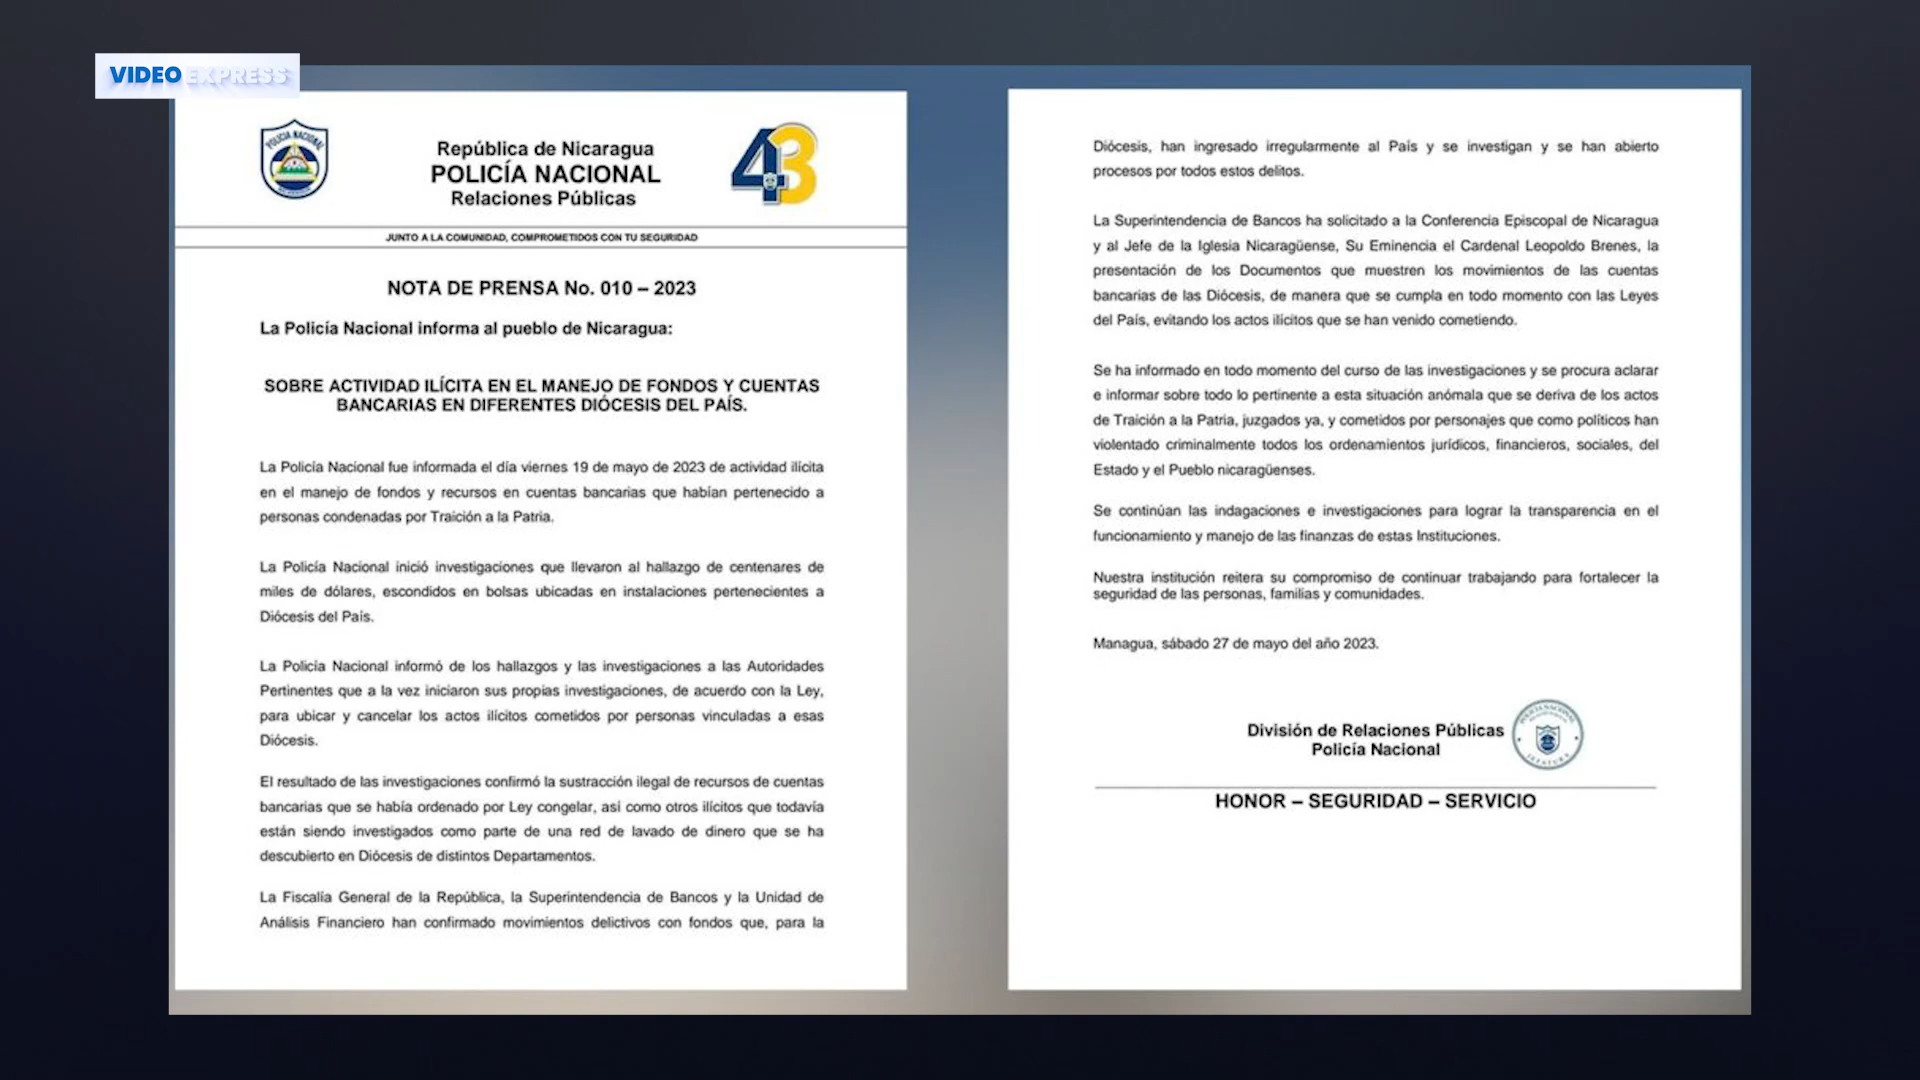 VIDEO EXPRESS
POLICIA NACIONAL
República de Nicaragua
POLICÍA NACIONAL
Relaciones Públicas
43
JUNTO A LA COMUNIDAD, COMPROMETIDOS CON TU SEGURIDAD
NOTA DE PRENSA No. 010 – 2023
La Policía Nacional informa al pueblo de Nicaragua:
SOBRE ACTIVIDAD ILÍCITA EN EL MANEJO DE FONDOS Y CUENTAS
BANCARIAS EN DIFERENTES DIÓCESIS DEL PAÍS.
La Policía Nacional fue informada el día viernes 19 de mayo de 2023 de actividad ilícita
en el manejo de fondos y recursos en cuentas bancarias que habían pertenecido a
personas condenadas por Traición a la Patria.
La Policía Nacional inició investigaciones que llevaron al hallazgo de centenares de
miles de dólares, escondidos en bolsas ubicadas en instalaciones pertenecientes a
Diócesis del País.
La Policía Nacional informó de los hallazgos y las investigaciones a las Autoridades
Pertinentes que a la vez iniciaron sus propias investigaciones, de acuerdo con la Ley,
para ubicar y cancelar los actos ilícitos cometidos por personas vinculadas a esas
Diócesis.
El resultado de las investigaciones confirmó la sustracción ilegal de recursos de cuentas
bancarias que se había ordenado por Ley congelar, así como otros ilícitos que todavía
están siendo investigados como parte de una red de lavado de dinero que se ha
descubierto en Diócesis de distintos Departamentos.
La Fiscalía General de la República, la Superintendencia de Bancos y la Unidad de
Análisis Financiero han confirmado movimientos delictivos con fondos que, para la
Diócesis, han ingresado irregularmente al País y se investigan y se han abierto
procesos por todos estos delitos.
La Superintendencia de Bancos ha solicitado a la Conferencia Episcopal de Nicaragua
y al Jefe de la Iglesia Nicaragüense, Su Eminencia el Cardenal Leopoldo Brenes, la
presentación de los Documentos que muestren los movimientos de las cuentas
bancarias de las Diócesis, de manera que se cumpla en todo momento con las Leyes
del País, evitando los actos ilícitos que se han venido cometiendo.
Se ha informado en todo momento del curso de las investigaciones y se procura aclarar
e informar sobre todo lo pertinente a esta situación anómala que se deriva de los actos
de Traición a la Patria, juzgados ya, y cometidos por personajes que como políticos han
violentado criminalmente todos los ordenamientos jurídicos, financieros, sociales, del
Estado y el Pueblo nicaragüenses.
Se continúan las indagaciones e investigaciones para lograr la transparencia en el
funcionamiento y manejo de las finanzas de estas Instituciones.
Nuestra institución reitera su compromiso de continuar trabajando para fortalecer la
seguridad de las personas, familias y comunidades.
Managua, sábado 27 de mayo del año 2023.
División de Relaciones Públicas
Policía Nacional
JEFATURA
HONOR – SEGURIDAD – SERVICIO